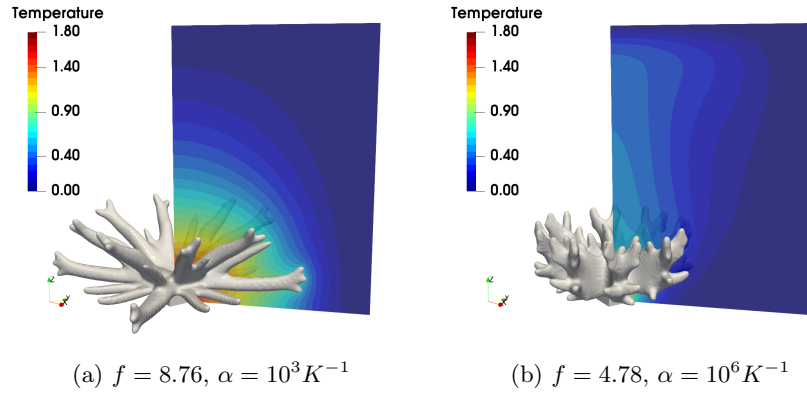 Temperature
1.80
1.40
0.90
0.40
0.00
Z
Y
X
(a) f = 8.76, α = 10³K⁻¹
Temperature
1.80
1.40
0.90
0.40
0.00
Z
Y
X
(b) f = 4.78, α = 10⁶K⁻¹